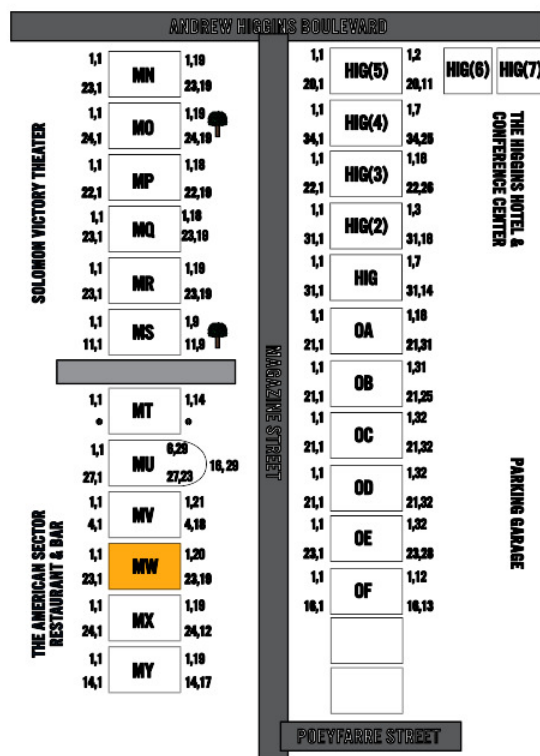 ANDREW HIGGINS BOULEVARD
1,1 MN 1,19
23,1 23,19
1,1 MO 1,19
24,1 24,19
1,1 MP 1,18
22,1 22,19
1,1 MQ 1,18
23,1 23,19
1,1 MR 1,19
23,1 23,19
1,1 MS 1,9
11,1 11,9
1,1 MT 1,14
1,1 MU 6,29
27,1 27,23 16,29
1,1 MV 1,21
4,1 4,18
1,1 MW 1,20
23,1 23,19
1,1 MX 1,19
24,1 24,12
1,1 MY 1,19
14,1 14,17
SOLOMON VICTORY THEATER
THE AMERICAN SECTOR
RESTAURANT & BAR
MAGAZINE STREET
1,1 HIG(5) 1,2
20,1 20,11
HIG(6) HIG(7)
1,1 HIG(4) 1,7
34,1 34,25
1,1 HIG(3) 1,16
22,1 22,26
1,1 HIG(2) 1,3
31,1 31,16
1,1 HIG 1,7
31,1 31,14
1,1 OA 1,18
21,1 21,31
1,1 OB 1,31
21,1 21,25
1,1 OC 1,32
21,1 21,32
1,1 OD 1,32
21,1 21,32
1,1 OE 1,32
23,1 23,28
1,1 OF 1,12
16,1 16,13
THE HIGGINS HOTEL &
CONFERENCE CENTER
PARKING GARAGE
POEYFARRE STREET